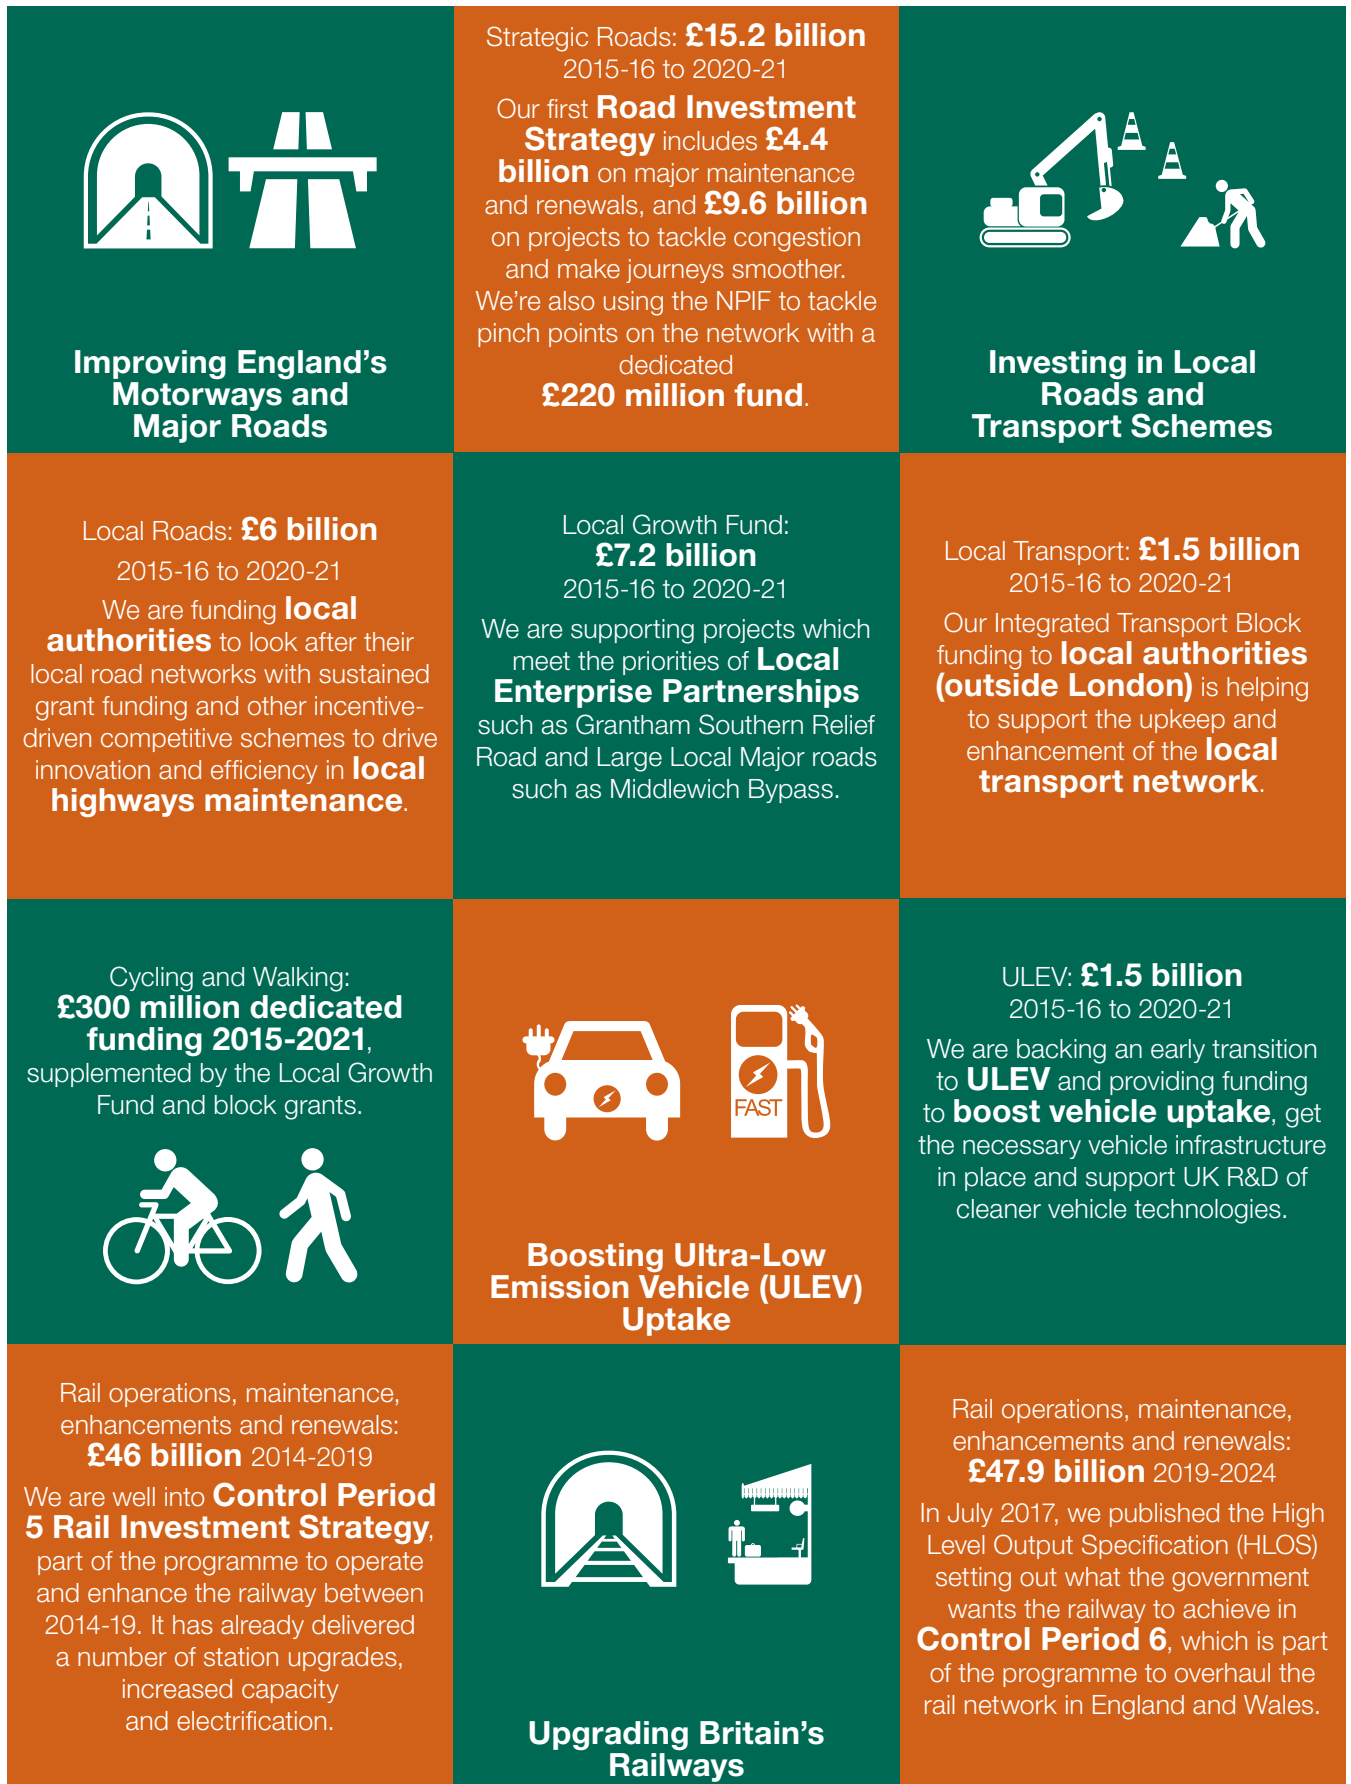 Improving England's
Motorways and
Major Roads
Strategic Roads: £15.2 billion
2015-16 to 2020-21
Our first Road Investment
Strategy includes £4.4
billion on major maintenance
and renewals, and £9.6 billion
on projects to tackle congestion
and make journeys smoother.
We're also using the NPIF to tackle
pinch points on the network with a
dedicated
£220 million fund.
Investing in Local
Roads and
Transport Schemes
Local Roads: £6 billion
2015-16 to 2020-21
We are funding local
authorities to look after their
local road networks with sustained
grant funding and other incentive-
driven competitive schemes to drive
innovation and efficiency in local
highways maintenance.
Local Growth Fund:
£7.2 billion
2015-16 to 2020-21
We are supporting projects which
meet the priorities of Local
Enterprise Partnerships
such as Grantham Southern Relief
Road and Large Local Major roads
such as Middlewich Bypass.
Local Transport: £1.5 billion
2015-16 to 2020-21
Our Integrated Transport Block
funding to local authorities
(outside London) is helping
to support the upkeep and
enhancement of the local
transport network.
Cycling and Walking:
£300 million dedicated
funding 2015-2021,
supplemented by the Local Growth
Fund and block grants.
FAST
Boosting Ultra-Low
Emission Vehicle (ULEV)
Uptake
ULEV: £1.5 billion
2015-16 to 2020-21
We are backing an early transition
to ULEV and providing funding
to boost vehicle uptake, get
the necessary vehicle infrastructure
in place and support UK R&D of
cleaner vehicle technologies.
Rail operations, maintenance,
enhancements and renewals:
£46 billion 2014-2019
We are well into Control Period
5 Rail Investment Strategy,
part of the programme to operate
and enhance the railway between
2014-19. It has already delivered
a number of station upgrades,
increased capacity
and electrification.
Upgrading Britain's
Railways
Rail operations, maintenance,
enhancements and renewals:
£47.9 billion 2019-2024
In July 2017, we published the High
Level Output Specification (HLOS)
setting out what the government
wants the railway to achieve in
Control Period 6, which is part
of the programme to overhaul the
rail network in England and Wales.